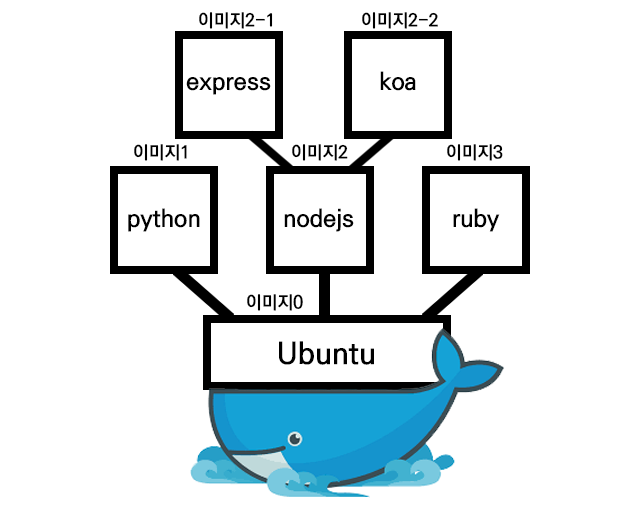 이미지2-1
이미지2-2
express
koa
이미지1
이미지2
이미지3
python
nodejs
ruby
이미지0
Ubuntu